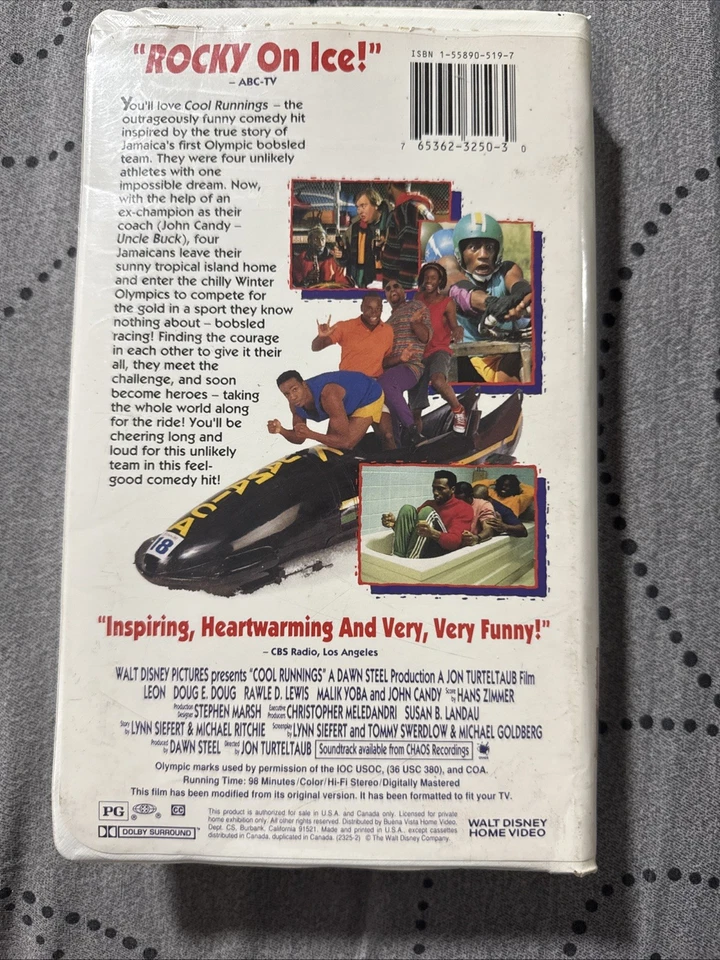 "ROCKY On Ice!"
– ABC-TV
ISBN 1-55890-519-7
7 65362-3250-3 0
You'll love Cool Runnings – the
outrageously funny comedy hit
inspired by the true story of
Jamaica's first Olympic bobsled
team. They were four unlikely
athletes with one
impossible dream. Now,
with the help of an
ex-champion as their
coach (John Candy –
Uncle Buck), four
Jamaicans leave their
sunny tropical island home
and enter the chilly Winter
Olympics to compete for
the gold in a sport they know
nothing about – bobsled
racing! Finding the courage
in each other to give it their
all, they meet the
challenge, and soon
become heroes – taking
the whole world along
for the ride! You'll be
cheering long and
loud for this unlikely
team in this feel-
good comedy hit!
JAMAICA
18
"Inspiring, Heartwarming And Very, Very Funny!"
– CBS Radio, Los Angeles
WALT DISNEY PICTURES presents "COOL RUNNINGS" A DAWN STEEL Production A JON TURTELTAUB Film
LEON DOUG E. DOUG RAWLE D. LEWIS MALIK YOBA and JOHN CANDY Score by HANS ZIMMER
Production Designer STEPHEN MARSH Executive Producers CHRISTOPHER MELEDANDRI SUSAN B. LANDAU
Story by LYNN SIEFERT & MICHAEL RITCHIE Screenplay by LYNN SIEFERT and TOMMY SWERDLOW & MICHAEL GOLDBERG
Produced by DAWN STEEL Directed by JON TURTELTAUB Soundtrack available from CHAOS Recordings
Olympic marks used by permission of the IOC USOC, (36 USC 380), and COA.
Running Time: 98 Minutes/Color/Hi-Fi Stereo/Digitally Mastered
This film has been modified from its original version. It has been formatted to fit your TV.
PG CC
DOLBY SURROUND
This product is authorized for sale in U.S.A. and Canada only. Licensed for private
home exhibition only. All other rights reserved. Distributed by Buena Vista Home Video,
Dept. CS, Burbank, California 91521. Made and printed in U.S.A., except cassettes
distributed in Canada, duplicated in Canada. (2325-2) © The Walt Disney Company.
WALT DISNEY
HOME VIDEO